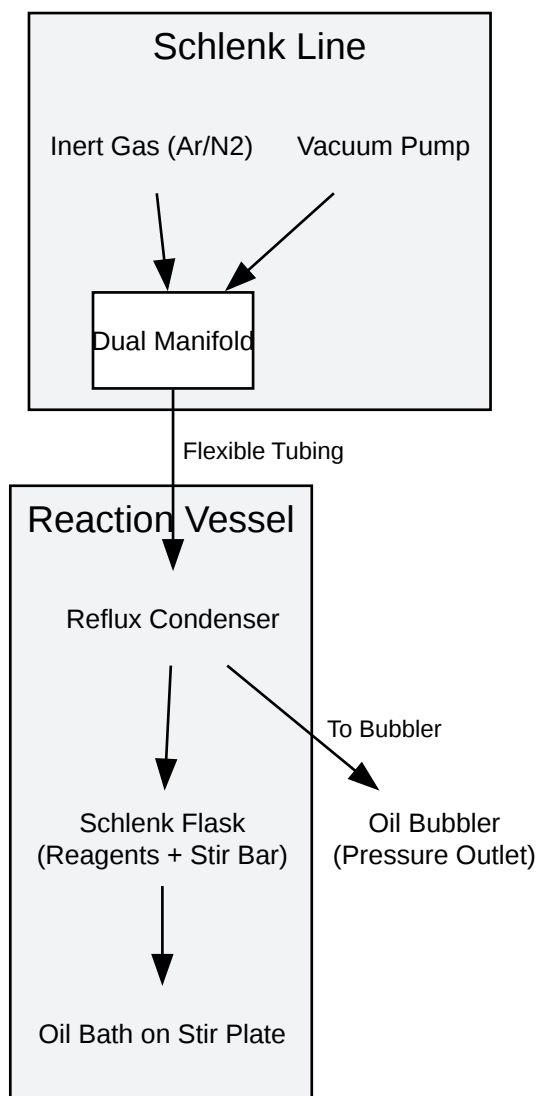 Schlenk Line
Inert Gas (Ar/N2)
Vacuum Pump
Dual Manifold
Flexible Tubing
Reaction Vessel
Reflux Condenser
To Bubbler
Schlenk Flask
(Reagents + Stir Bar)
Oil Bubbler
(Pressure Outlet)
Oil Bath on Stir Plate